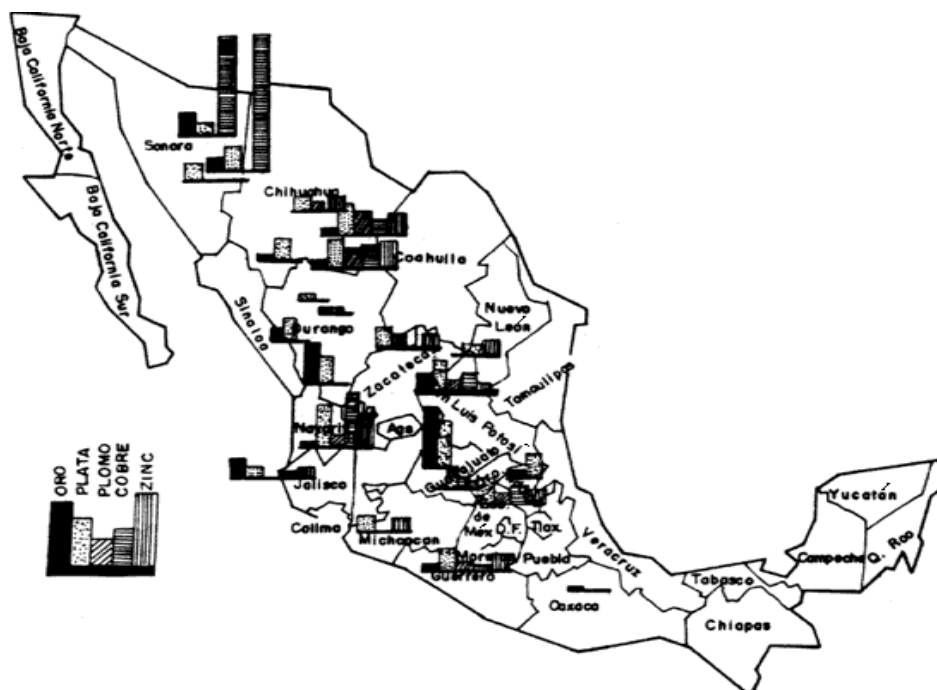 Baja California Norte
Baja California Sur
Sonora
Chihuahua
Coahuila
Nuevo
León
Sinaloa
Durango
Zacatecas
Tamaulipas
Luis Potosí
Nayarit
Ags
Jalisco
Guanajuato
Colima
Michoacan
de
Méx
D.F.
Tlax.
Morelos
Puebla
Veracruz
Guerrero
Oaxaca
Tabasco
Chiapas
Yucatán
Campeche
Q. Roo
ORO
PLATA
PLOMO
COBRE
ZINC